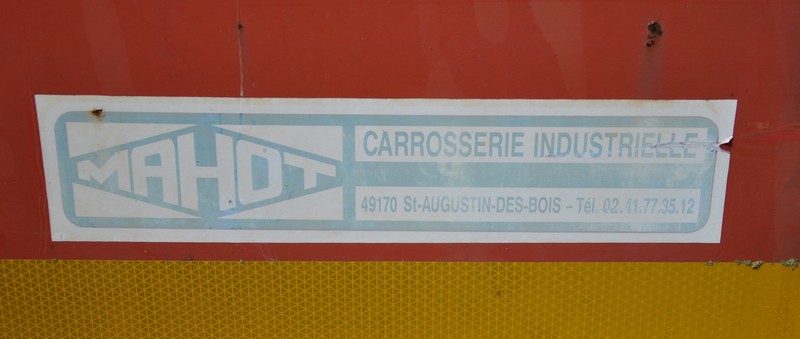 MAHOT
CARROSSERIE INDUSTRIELLE
49170 St-AUGUSTIN-DES-BOIS - Tél. 02.41.77.35.12